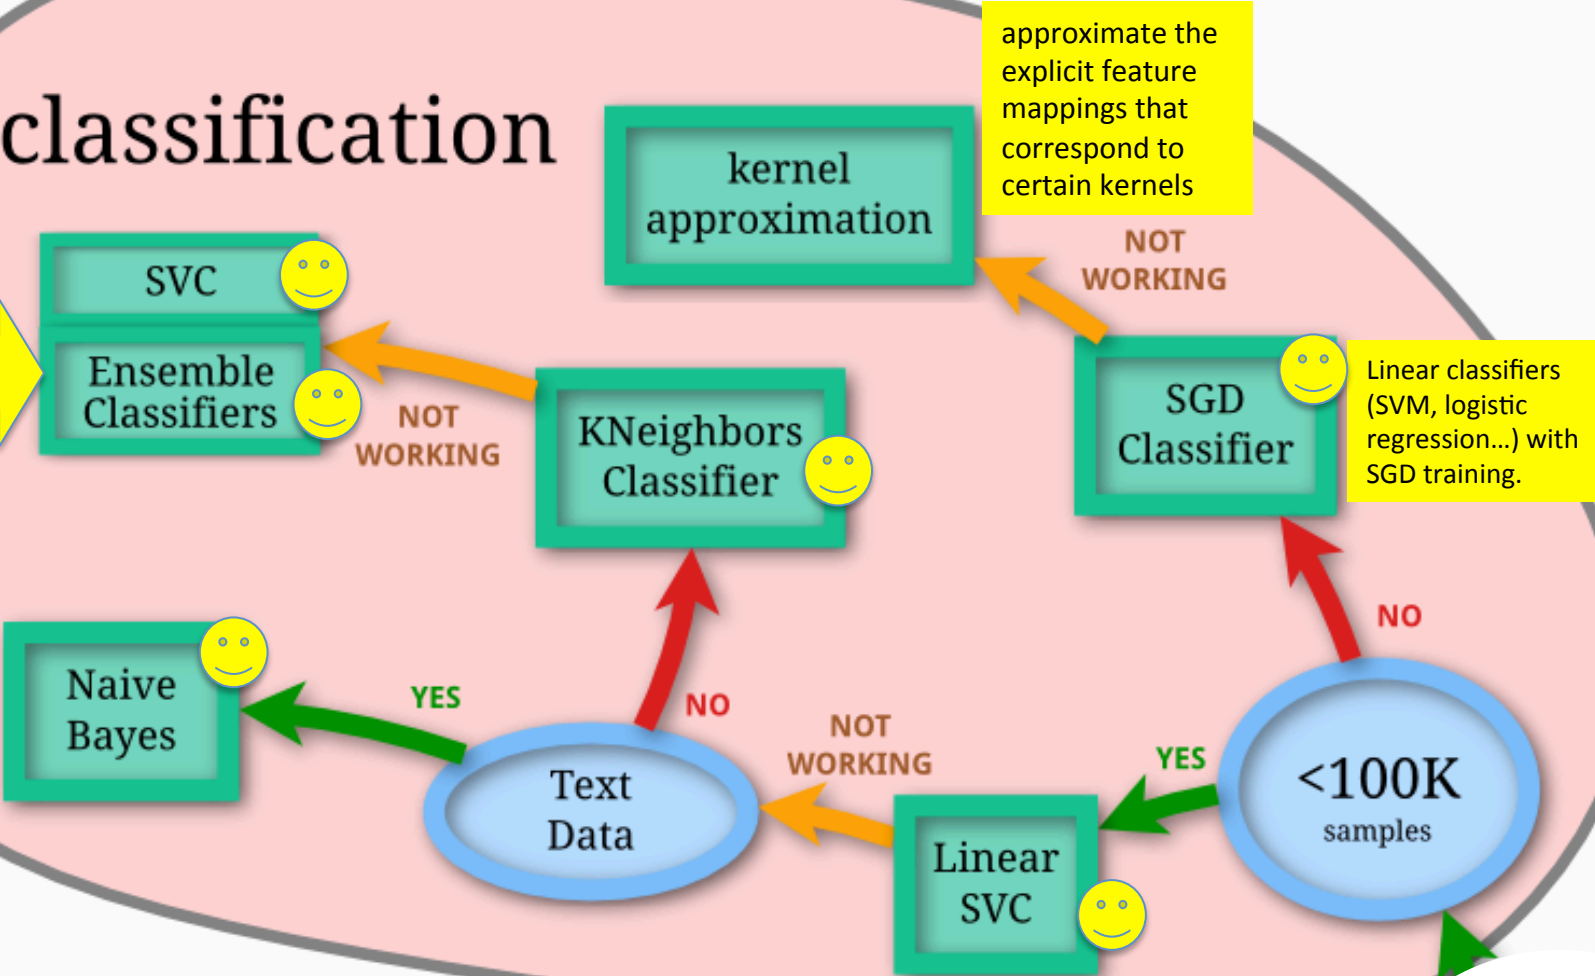 classification
approximate the
explicit feature
mappings that
correspond to
certain kernels
kernel
approximation
NOT
WORKING
SVC
Ensemble
Classifiers
NOT
WORKING
KNeighbors
Classifier
SGD
Classifier
Linear classifiers
(SVM, logistic
regression...) with
SGD training.
NO
Naive
Bayes
YES
NO
Text
Data
NOT
WORKING
YES
<100K
samples
Linear
SVC